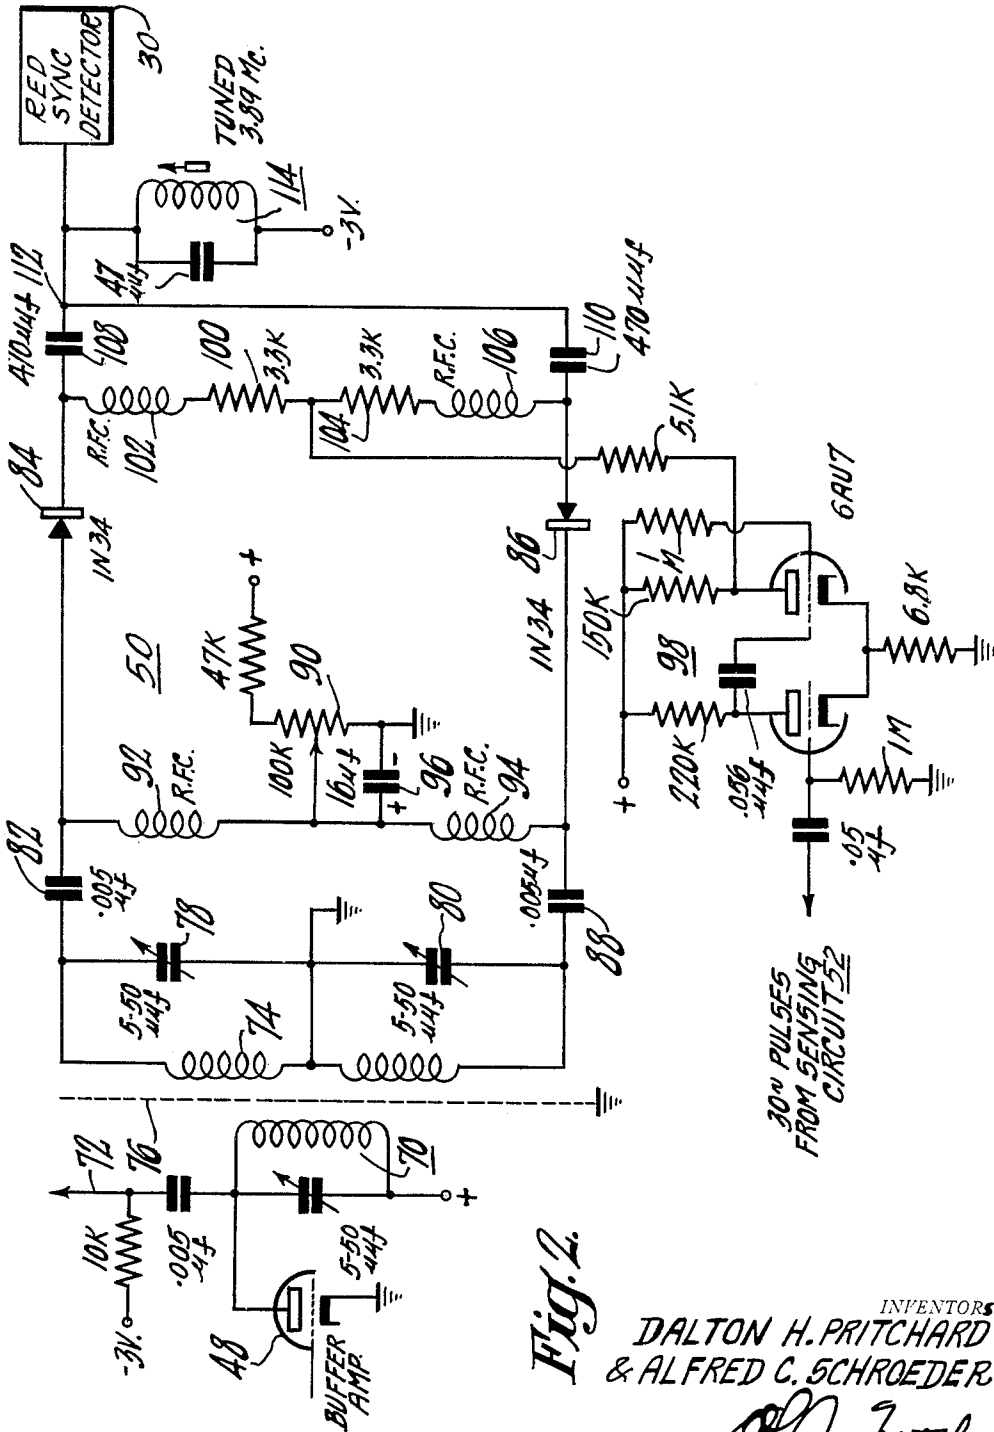 RED
SYNC
DETECTOR
30
TUNED
3.89 MC.
114
47
μμf
-3V.
112
470μμf
108
100
3.3K
3.3K
104
R.F.C.
106
110
470μμf
R.F.C.
102
84
1N34
86
1N34
50
47K
+
90
100K
16μf
-
+
96
92
R.F.C.
R.F.C.
94
82
.005
μf
.005μf
88
78
5-50
μμf
80
5-50
μμf
74
76
72
10K
-3V.
.005
μf
70
+
5-50
μμf
48
BUFFER
AMP.
5.1K
1
M
150K
6AU7
98
220K
+
.056
μμf
6.8K
1M
.05
μf
30~ PULSES
FROM SENSING
CIRCUIT 52
Fig. 2.
INVENTORS
DALTON H. PRITCHARD
& ALFRED C. SCHROEDER